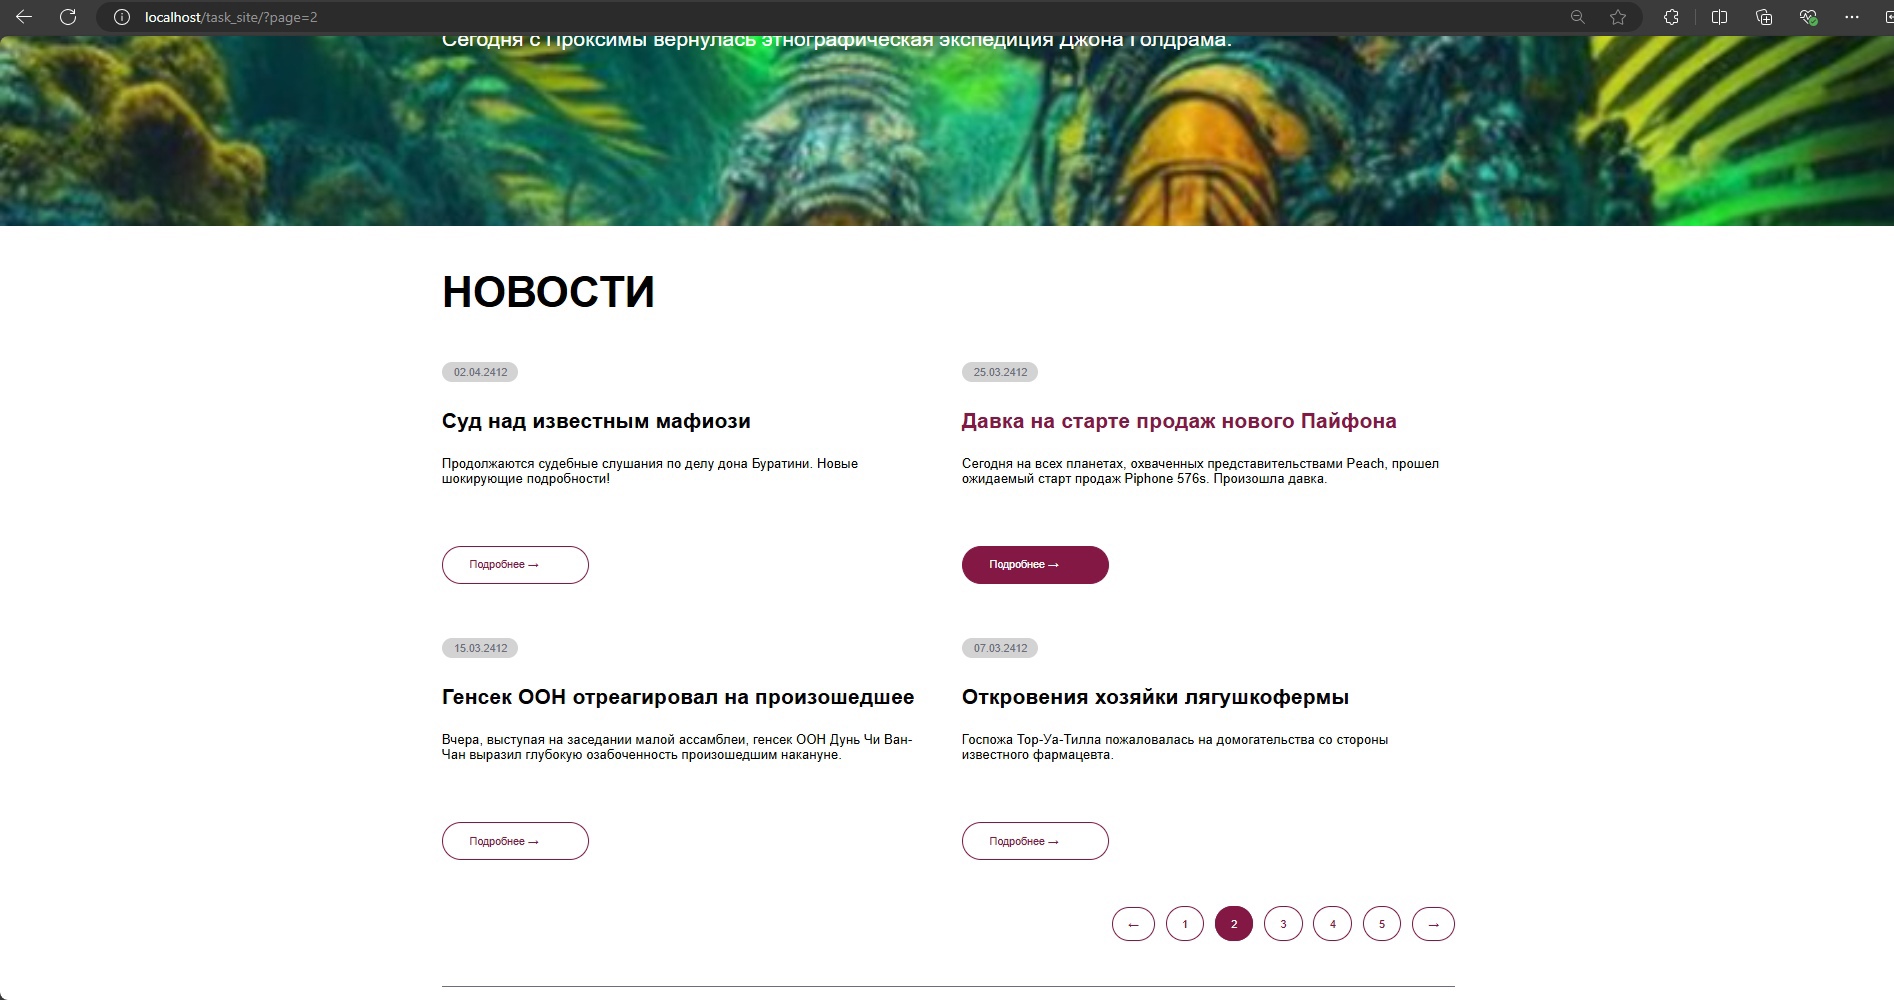 localhost/task_site/?page=2
Сегодня с Проксимы вернулась этнографическая экспедиция Джона Голдрама.
НОВОСТИ
02.04.2412
Суд над известным мафиози
Продолжаются судебные слушания по делу дона Буратини. Новые
шокирующие подробности!
Подробнее →
25.03.2412
Давка на старте продаж нового Пайфона
Сегодня на всех планетах, охваченных представительствами Peach, прошел
ожидаемый старт продаж Piphone 576s. Произошла давка.
Подробнее →
15.03.2412
Генсек ООН отреагировал на произошедшее
Вчера, выступая на заседании малой ассамблеи, генсек ООН Дунь Чи Ван-
Чан выразил глубокую озабоченность произошедшим накануне.
Подробнее →
07.03.2412
Откровения хозяйки лягушкофермы
Госпожа Тор-Уа-Тилла пожаловалась на домогательства со стороны
известного фармацевта.
Подробнее →
← 1 2 3 4 5 →